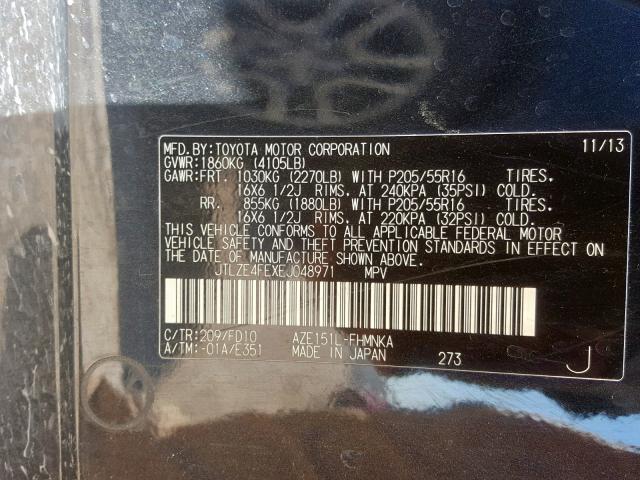 MFD. BY: TOYOTA MOTOR CORPORATION 11/13
GVWR: 1860KG (4105LB)
GAWR: FRT. 1030KG (2270LB) WITH P205/55R16 TIRES.
16X6 1/2J RIMS. AT 240KPA (35PSI) COLD.
RR. 855KG (1880LB) WITH P205/55R16 TIRES.
16X6 1/2J RIMS. AT 220KPA (32PSI) COLD.
THIS VEHICLE CONFORMS TO ALL APPLICABLE FEDERAL MOTOR
VEHICLE SAFETY AND THEFT PREVENTION STANDARDS IN EFFECT ON
THE DATE OF MANUFACTURE SHOWN ABOVE.
JTLZE4FEXEJ048971 MPV
C/TR: 209/FD10 AZE151L-FHMNKA
A/TM: -01A/E351 MADE IN JAPAN 273 J